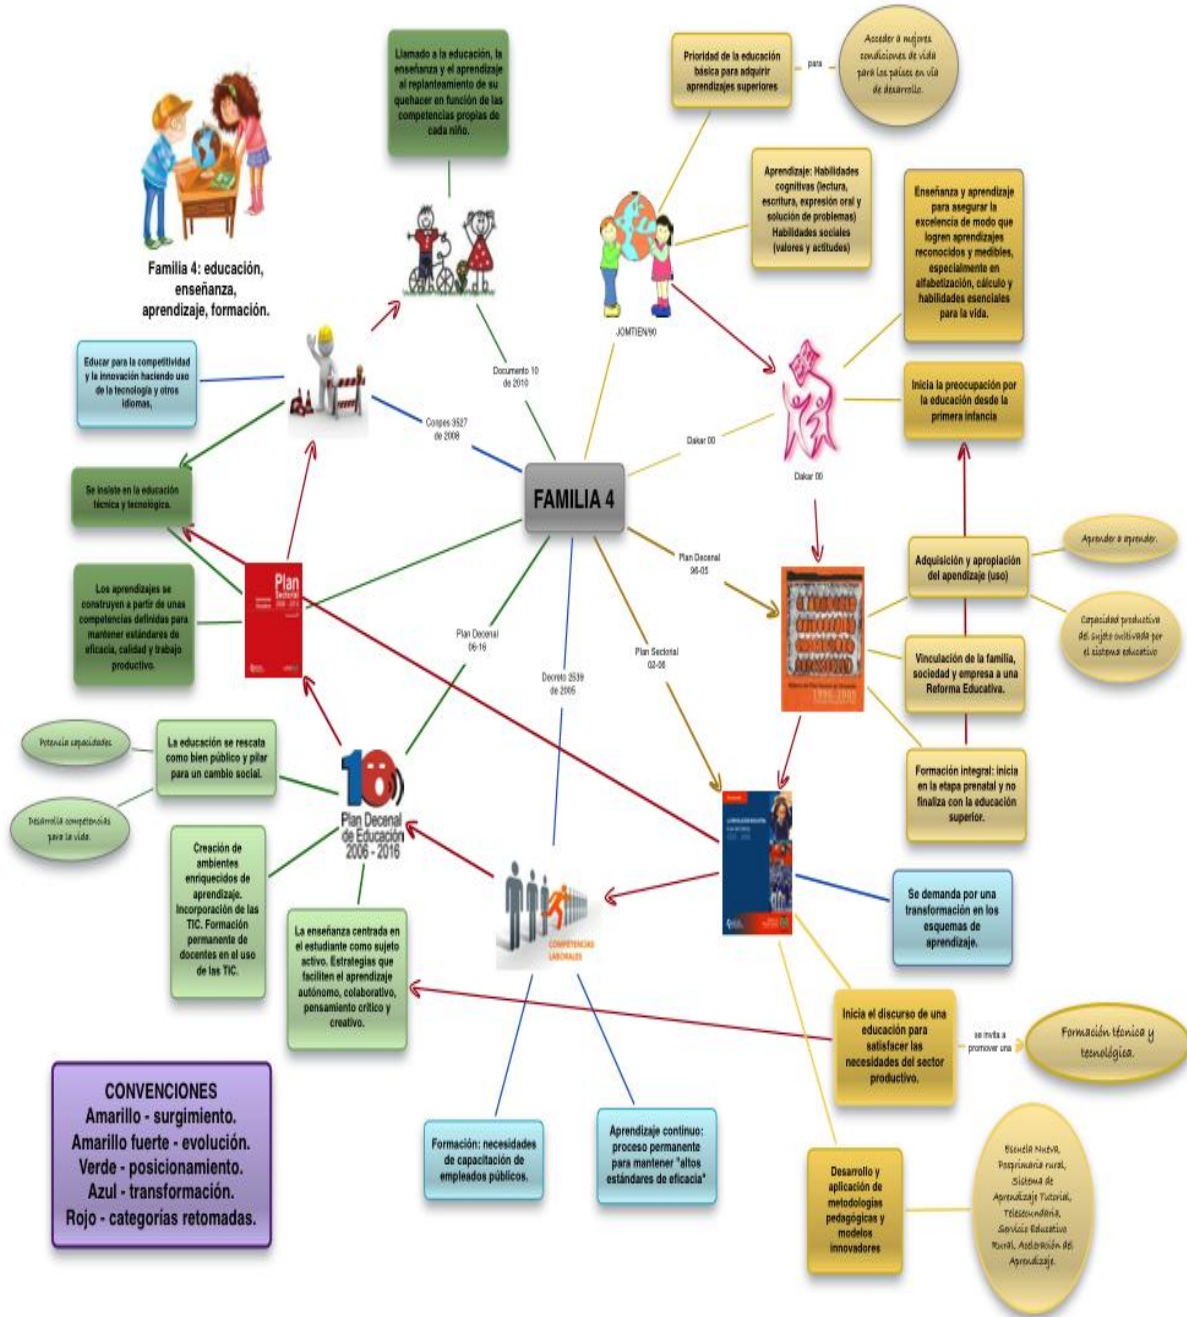 Llamado a la educación, la
enseñanza y el aprendizaje
al replanteamiento de su
quehacer en función de las
competencias propias de
cada niño.
Prioridad de la educación
básica para adquirir
aprendizajes superiores
para
Acceder a mejores
condiciones de vida
para los países en vía
de desarrollo.
Aprendizaje: Habilidades
cognitivas (lectura,
escritura, expresión oral y
solución de problemas)
Habilidades sociales
(valores y actitudes)
Enseñanza y aprendizaje
para asegurar la
excelencia de modo que
logren aprendizajes
reconocidos y medibles,
especialmente en
alfabetización, cálculo y
habilidades esenciales
para la vida.
Familia 4: educación,
enseñanza,
aprendizaje, formación.
JOMTIEN/90
Educar para la competitividad
y la innovación haciendo uso
de la tecnología y otros
idiomas,
Documento 10
de 2010
Inicia la preocupación por
la educación desde la
primera infancia
Conpes 3527
de 2008
Dakar 00
Dakar 00
Se insiste en la educación
técnica y tecnológica.
FAMILIA 4
Plan Decenal
96-05
Adquisición y apropiación
del apendizaje (uso)
Aprender a aprender.
Capacidad productiva
del sujeto cultivada por
el sistema educativo
Los aprendizajes se
construyen a partir de unas
competencias definidas para
mantener estándares de
eficacia, calidad y trabajo
productivo.
Plan
Sectorial
Plan Decenal
06-16
Plan Sectorial
02-06
Decreto 2539
de 2005
Vinculación de la familia,
sociedad y empresa a una
Reforma Educativa.
1996-2005
Potencia capacidades
La educación se rescata
como bien público y pilar
para un cambio social.
Desarrolla competencias
para la vida.
10
Plan Decenal
de Educación
2006 - 2016
Formación integral: inicia
en la etapa prenatal y no
finaliza con la educación
superior.
Creación de
ambientes
enriquecidos de
aprendizaje.
Incorporación de las
TIC. Formación
permanente de
docentes en el uso
de las TIC.
La enseñanza centrada en
el estudiante como sujeto
activo. Estrategias que
faciliten el aprendizaje
autónomo, colaborativo,
pensamiento crítico y
creativo.
COMPETENCIAS
LABORALES
Se demanda por una
transformación en los
esquemas de
aprendizaje.
Inicia el discurso de una
educación para
satisfacer las
necesidades del sector
productivo.
se invita a
promover una
Formación técnica y
tecnológica.
CONVENCIONES
Amarillo - surgimiento.
Amarillo fuerte - evolución.
Verde - posicionamiento.
Azul - transformación.
Rojo - categorías retomadas.
Formación: necesidades
de capacitación de
empleados públicos.
Aprendizaje continuo:
proceso permanente
para mantener "altos
estándares de eficacia"
Desarrollo y
aplicación de
metodologías
pedagógicas y
modelos
innovadores
Escuela Nueva,
Posprimaria rural,
Sistema de
Aprendizaje Tutorial,
Telesecundaria,
Servicio Educativo
Rural, Aceleración del
Aprendizaje.